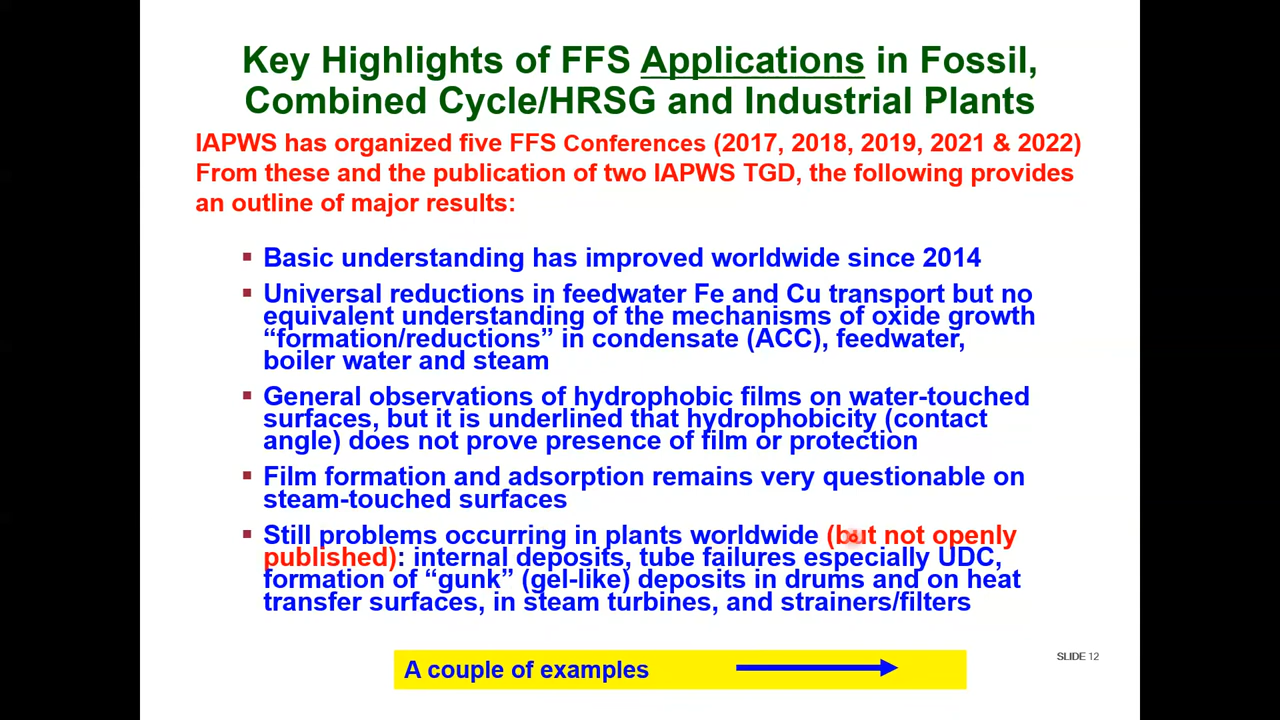 Key Highlights of FFS Applications in Fossil,
Combined Cycle/HRSG and Industrial Plants
IAPWS has organized five FFS Conferences (2017, 2018, 2019, 2021 & 2022)
From these and the publication of two IAPWS TGD, the following provides
an outline of major results:
▪ Basic understanding has improved worldwide since 2014
▪ Universal reductions in feedwater Fe and Cu transport but no
equivalent understanding of the mechanisms of oxide growth
“formation/reductions” in condensate (ACC), feedwater,
boiler water and steam
▪ General observations of hydrophobic films on water-touched
surfaces, but it is underlined that hydrophobicity (contact
angle) does not prove presence of film or protection
▪ Film formation and adsorption remains very questionable on
steam-touched surfaces
▪ Still problems occurring in plants worldwide (but not openly
published): internal deposits, tube failures especially UDC,
formation of “gunk” (gel-like) deposits in drums and on heat
transfer surfaces, in steam turbines, and strainers/filters
SLIDE 12
A couple of examples